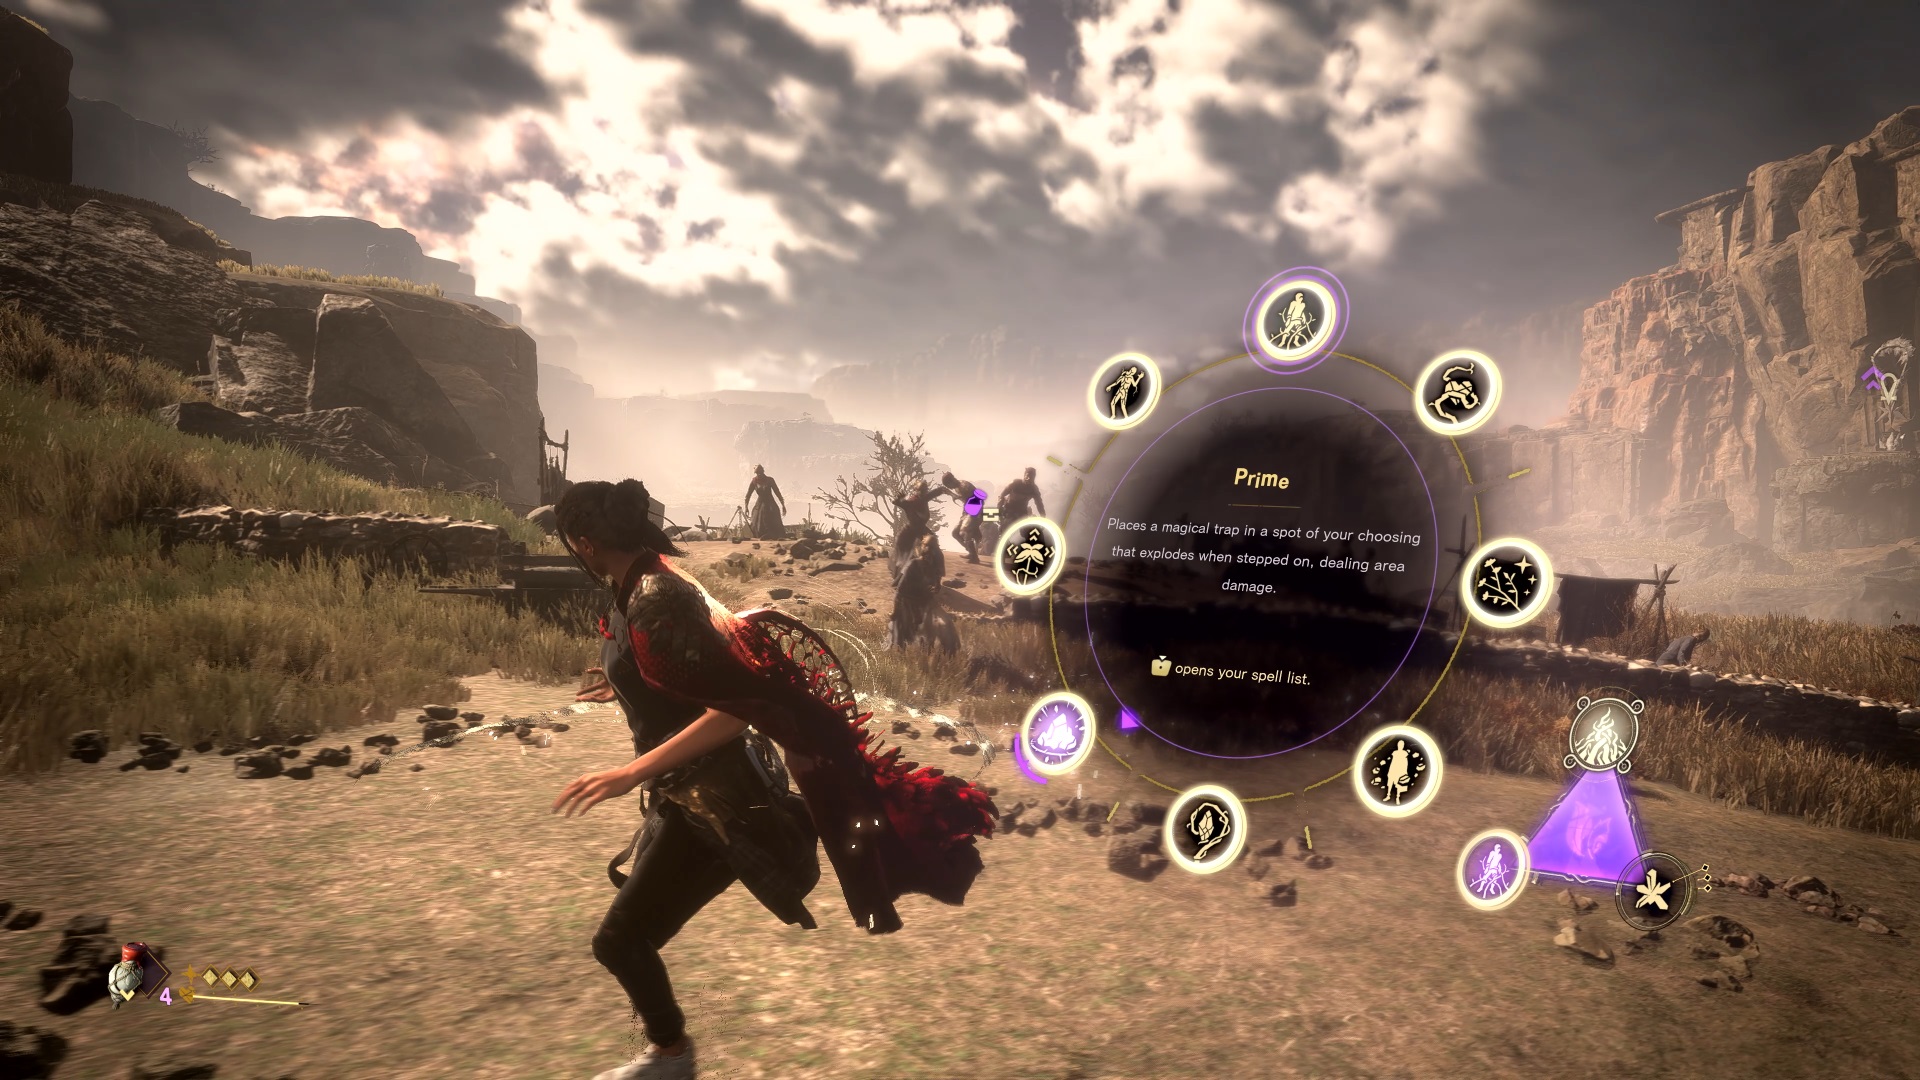 Prime
Places a magical trap in a spot of your choosing
that explodes when stepped on, dealing area
damage.
opens your spell list.
4